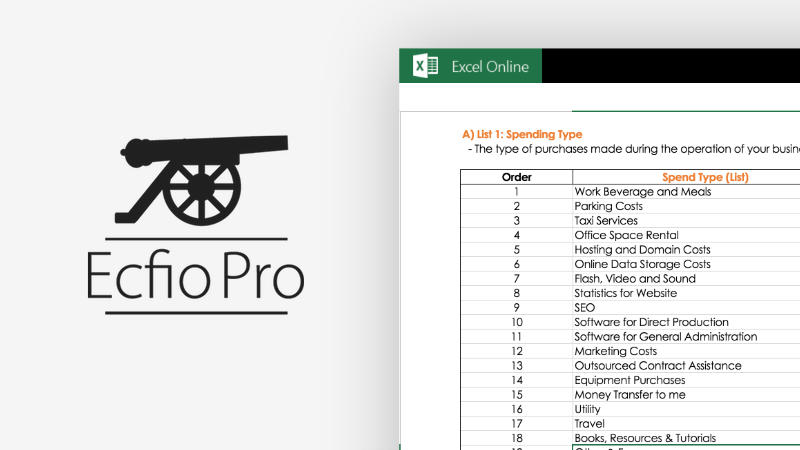 Ecfio Pro
Excel Online
A) List 1: Spending Type
- The type of purchases made during the operation of your
Order Spend Type (List)
1 Work Beverage and Meals
2 Parking Costs
3 Taxi Services
4 Office Space Rental
5 Hosting and Domain Costs
6 Online Data Storage Costs
7 Flash, Video and Sound
8 Statistics for Website
9 SEO
10 Software for Direct Production
11 Software for General Administration
12 Marketing Costs
13 Outsourced Contract Assistance
14 Equipment Purchases
15 Money Transfer to me
16 Utility
17 Travel
18 Books, Resources & Tutorials